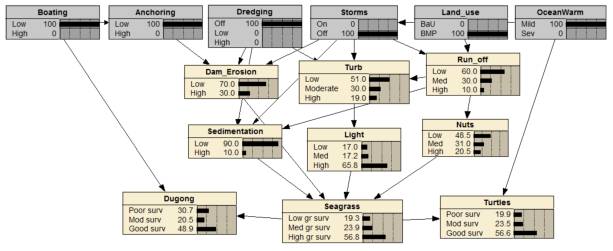 Boating
Low 100
High 0
Anchoring
Low 100
High 0
Dredging
Off 100
Low 0
High 0
Storms
On 0
Off 100
Land_use
BaU 0
BMP 100
OceanWarm
Mild 100
Sev 0
Dam_Erosion
Low 70.0
High 30.0
Turb
Low 51.0
Moderate 30.0
High 19.0
Run_off
Low 60.0
Med 30.0
High 10.0
Sedimentation
Low 90.0
High 10.0
Light
Low 17.0
Med 17.2
High 65.8
Nuts
Low 48.5
Med 31.0
High 20.5
Dugong
Poor surv 30.7
Mod surv 20.5
Good surv 48.9
Seagrass
Low gr surv 19.3
Med gr surv 23.9
High gr surv 56.8
Turtles
Poor surv 19.9
Mod surv 23.5
Good surv 56.6